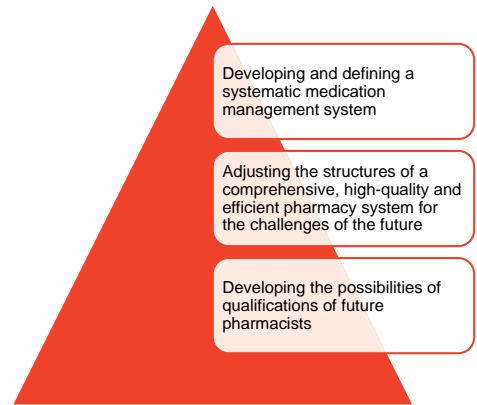 Developing and defining a
systematic medication
management system
Adjusting the structures of a
comprehensive, high-quality and
efficient pharmacy system for
the challenges of the future
Developing the possibilities of
qualifications of future
pharmacists